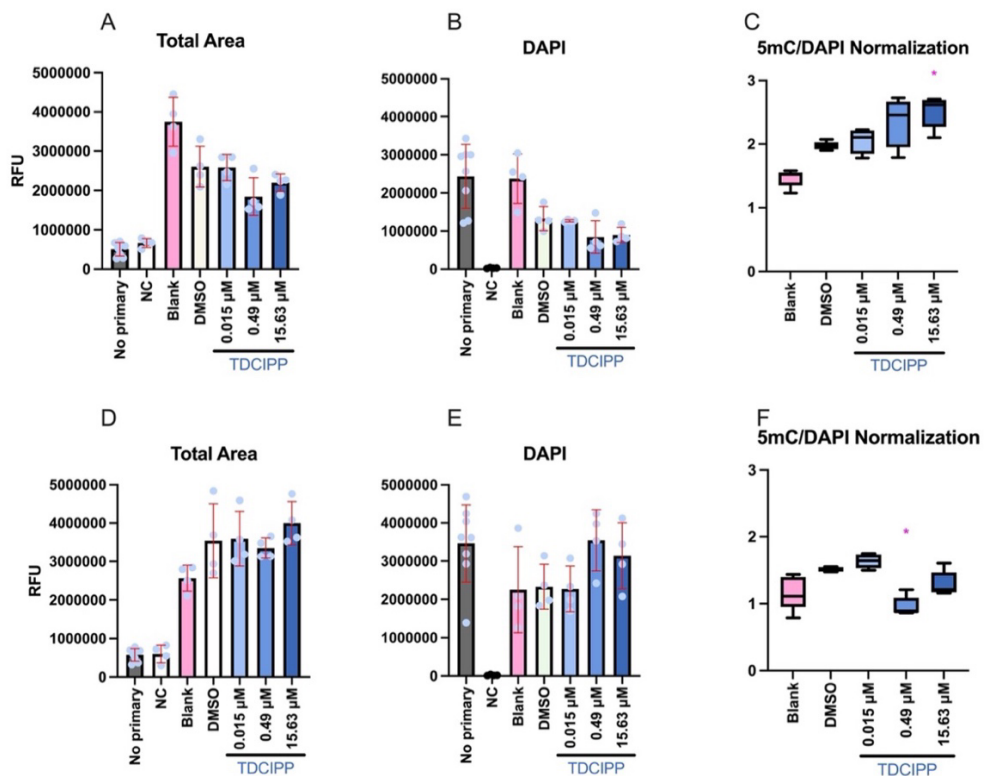 A
Total Area
RFU
5000000
4000000
3000000
2000000
1000000
0
No primary
NC
Blank
DMSO
0.015 µM
0.49 µM
15.63 µM
TDCIPP
B
DAPI
5000000
4000000
3000000
2000000
1000000
0
No primary
NC
Blank
DMSO
0.015 µM
0.49 µM
15.63 µM
TDCIPP
C
5mC/DAPI Normalization
3
2
1
0
*
Blank
DMSO
0.015 µM
0.49 µM
15.63 µM
TDCIPP
D
Total Area
RFU
5000000
4000000
3000000
2000000
1000000
0
No primary
NC
Blank
DMSO
0.015 µM
0.49 µM
15.63 µM
TDCIPP
E
DAPI
5000000
4000000
3000000
2000000
1000000
0
No primary
NC
Blank
DMSO
0.015 µM
0.49 µM
15.63 µM
TDCIPP
F
5mC/DAPI Normalization
3
2
1
0
*
Blank
DMSO
0.015 µM
0.49 µM
15.63 µM
TDCIPP